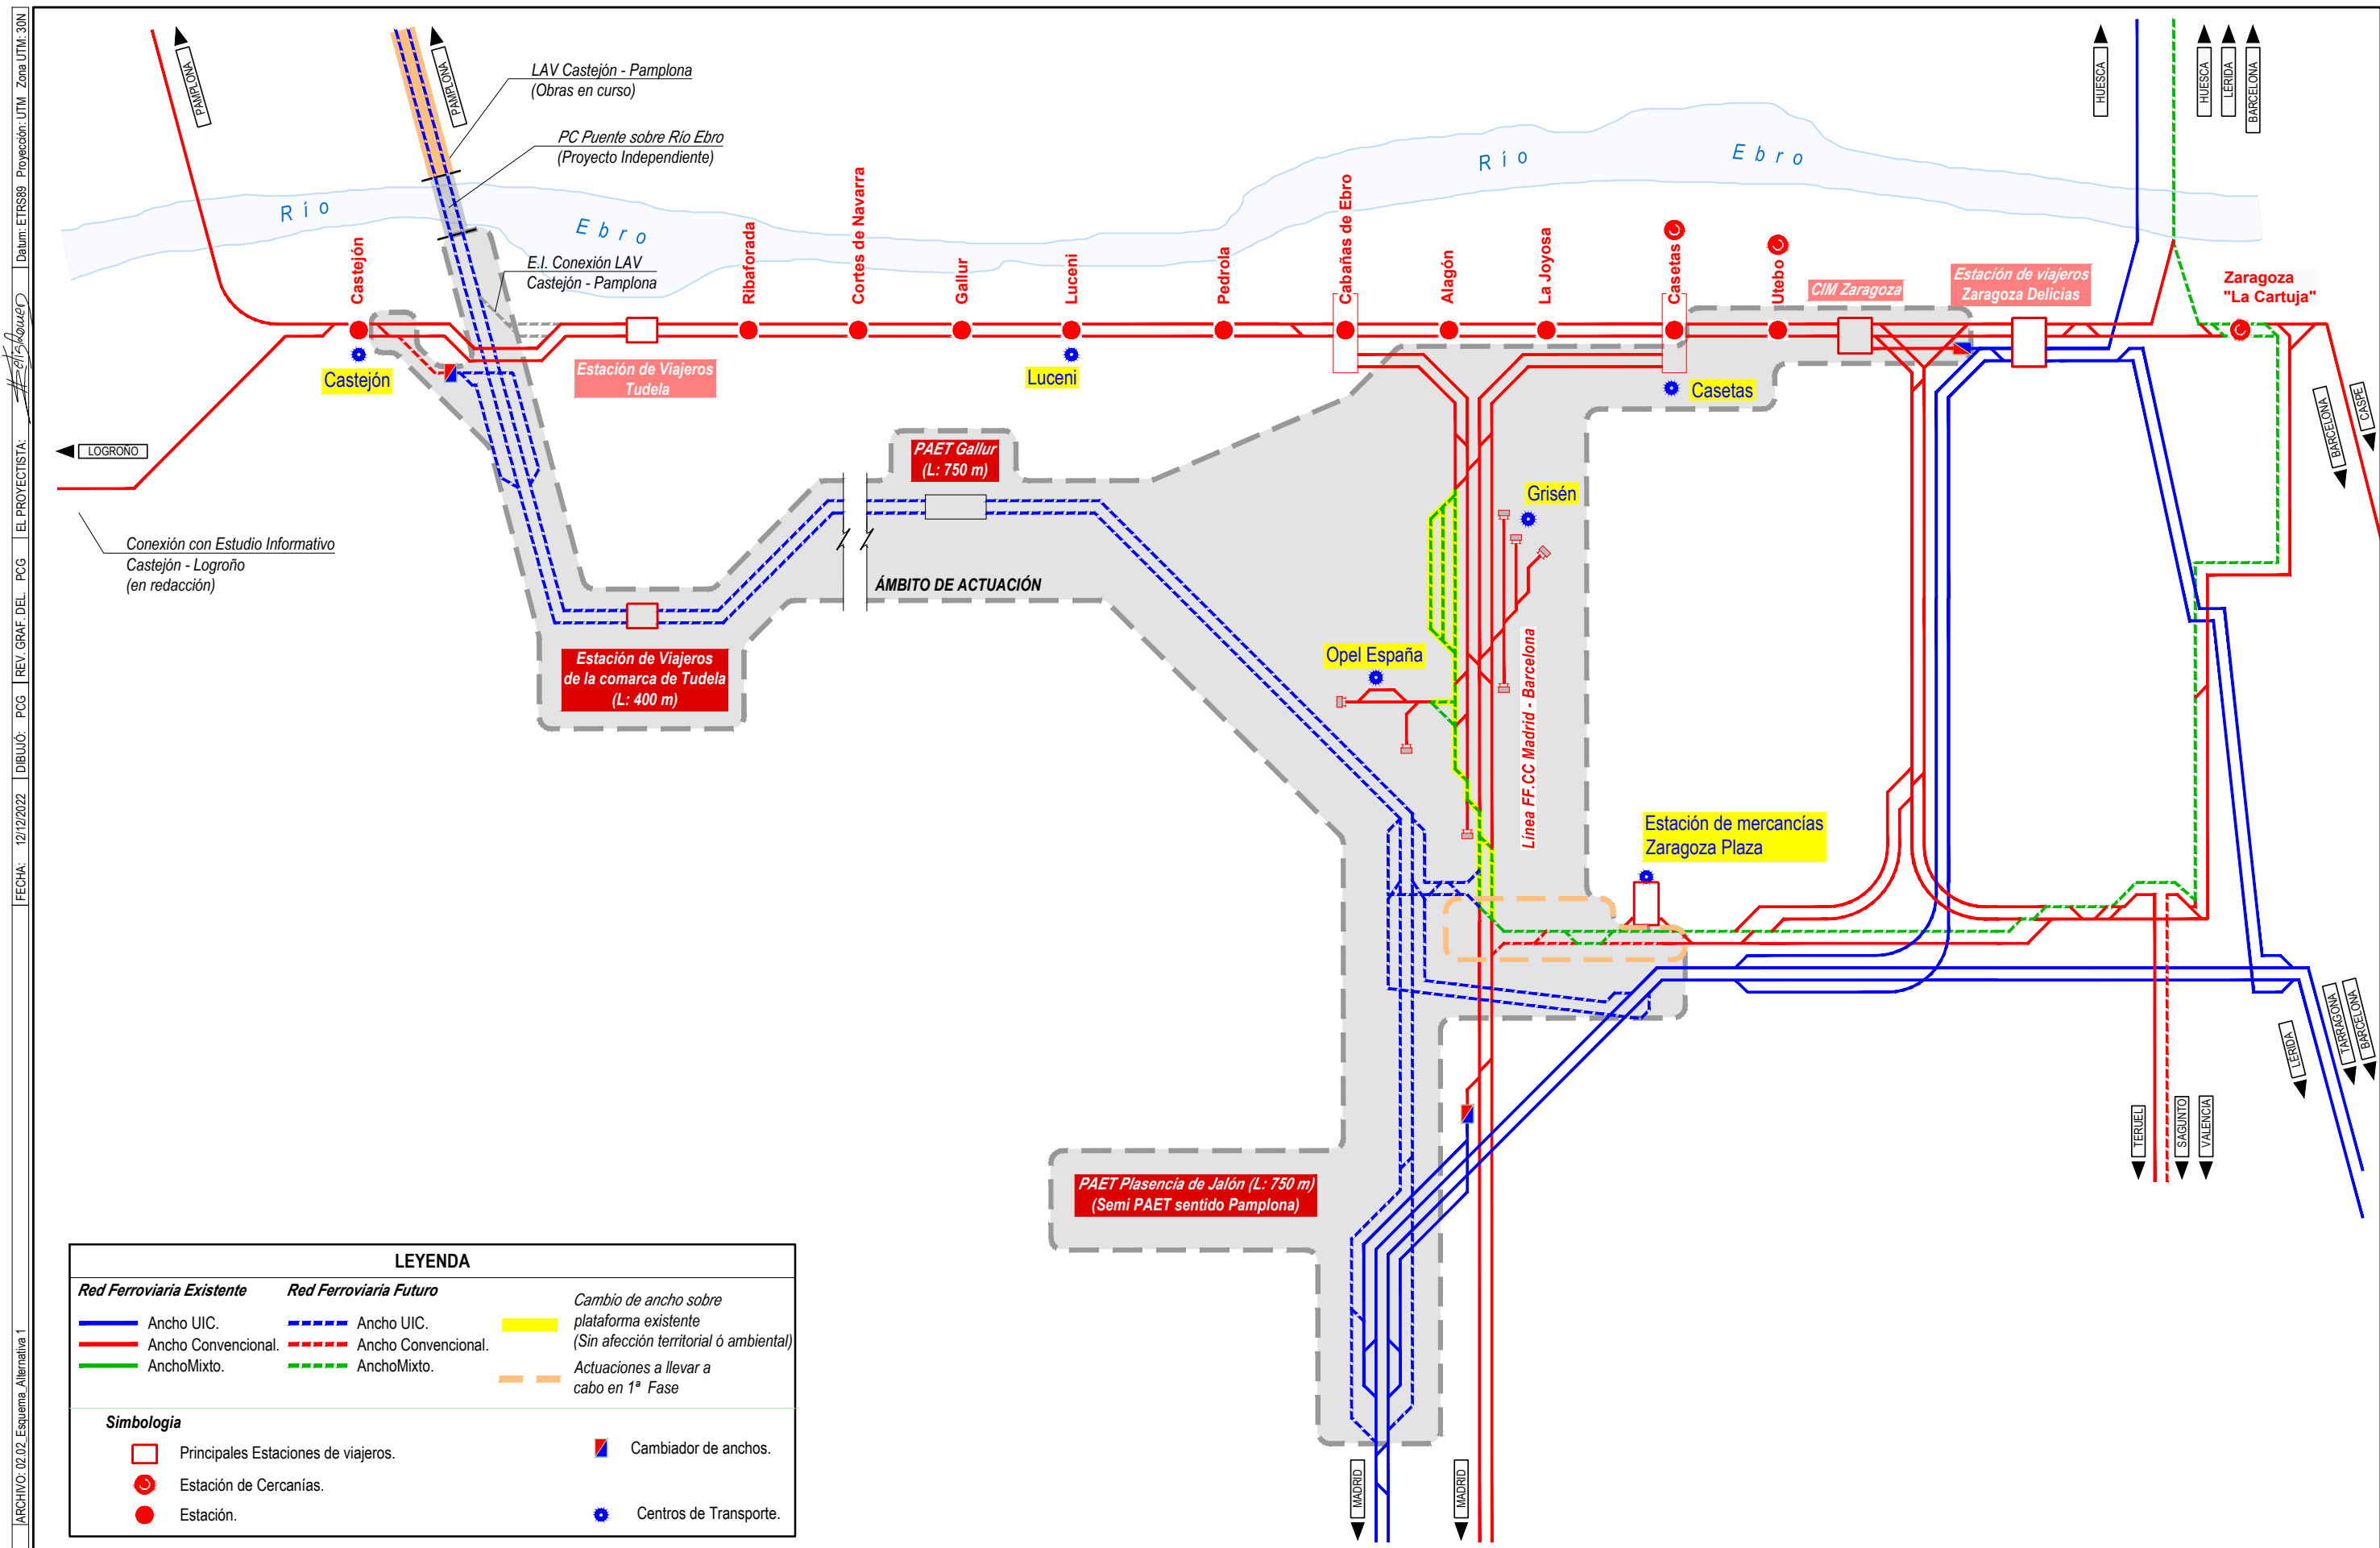 PAMPLONA
PAMPLONA
LAV Castejón - Pamplona
(Obras en curso)
PC Puente sobre Río Ebro
(Proyecto Independiente)
HUESCA
HUESCA
LÉRIDA
BARCELONA
Río
Ebro
Río
Ebro
E.I. Conexión LAV
Castejón - Pamplona
Castejón
Ribaforada
Cortes de Navarra
Gallur
Luceni
Pedrola
Cabañas de Ebro
Alagón
La Joyosa
Casetas
Utebo
CIM Zaragoza
Estación de viajeros
Zaragoza Delicias
Zaragoza
"La Cartuja"
Castejón
Estación de Viajeros
Tudela
Luceni
Casetas
BARCELONA
CASPE
LOGROÑO
PAET Gallur
(L: 750 m)
Grisén
Conexión con Estudio Informativo
Castejón - Logroño
(en redacción)
ÁMBITO DE ACTUACIÓN
Estación de Viajeros
de la comarca de Tudela
(L: 400 m)
Opel España
Línea FF.CC Madrid - Barcelona
Estación de mercancías
Zaragoza Plaza
LÉRIDA
TARRAGONA
BARCELONA
TERUEL
SAGUNTO
VALENCIA
PAET Plasencia de Jalón (L: 750 m)
(Semi PAET sentido Pamplona)
MADRID
MADRID
LEYENDA
Red Ferroviaria Existente
Red Ferroviaria Futuro
Ancho UIC.
Ancho Convencional.
AnchoMixto.
Ancho UIC.
Ancho Convencional.
AnchoMixto.
Cambio de ancho sobre
plataforma existente
(Sin afección territorial ó ambiental)
Actuaciones a llevar a
cabo en 1ª Fase
Simbologia
Principales Estaciones de viajeros.
Estación de Cercanías.
Estación.
Cambiador de anchos.
Centros de Transporte.
ARCHIVO: 02.02_Esquema_Alternativa 1
FECHA: 12/12/2022
DIBUJÓ: PCG
REV. GRAF. DEL. PCG
EL PROYECTISTA:
Datum: ETRS89 Proyección: UTM Zona UTM: 30N